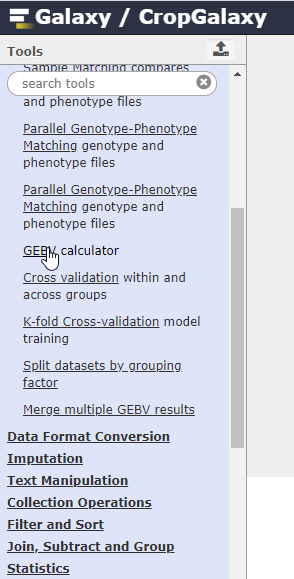 Galaxy / CropGalaxy
Tools
Sample Matching compares
search tools
and phenotype files
Parallel Genotype-Phenotype
Matching genotype and
phenotype files
Parallel Genotype-Phenotype
Matching genotype and
phenotype files
GEBV calculator
Cross validation within and
across groups
K-fold Cross-validation model
training
Split datasets by grouping
factor
Merge multiple GEBV results
Data Format Conversion
Imputation
Text Manipulation
Collection Operations
Filter and Sort
Join, Subtract and Group
Statistics